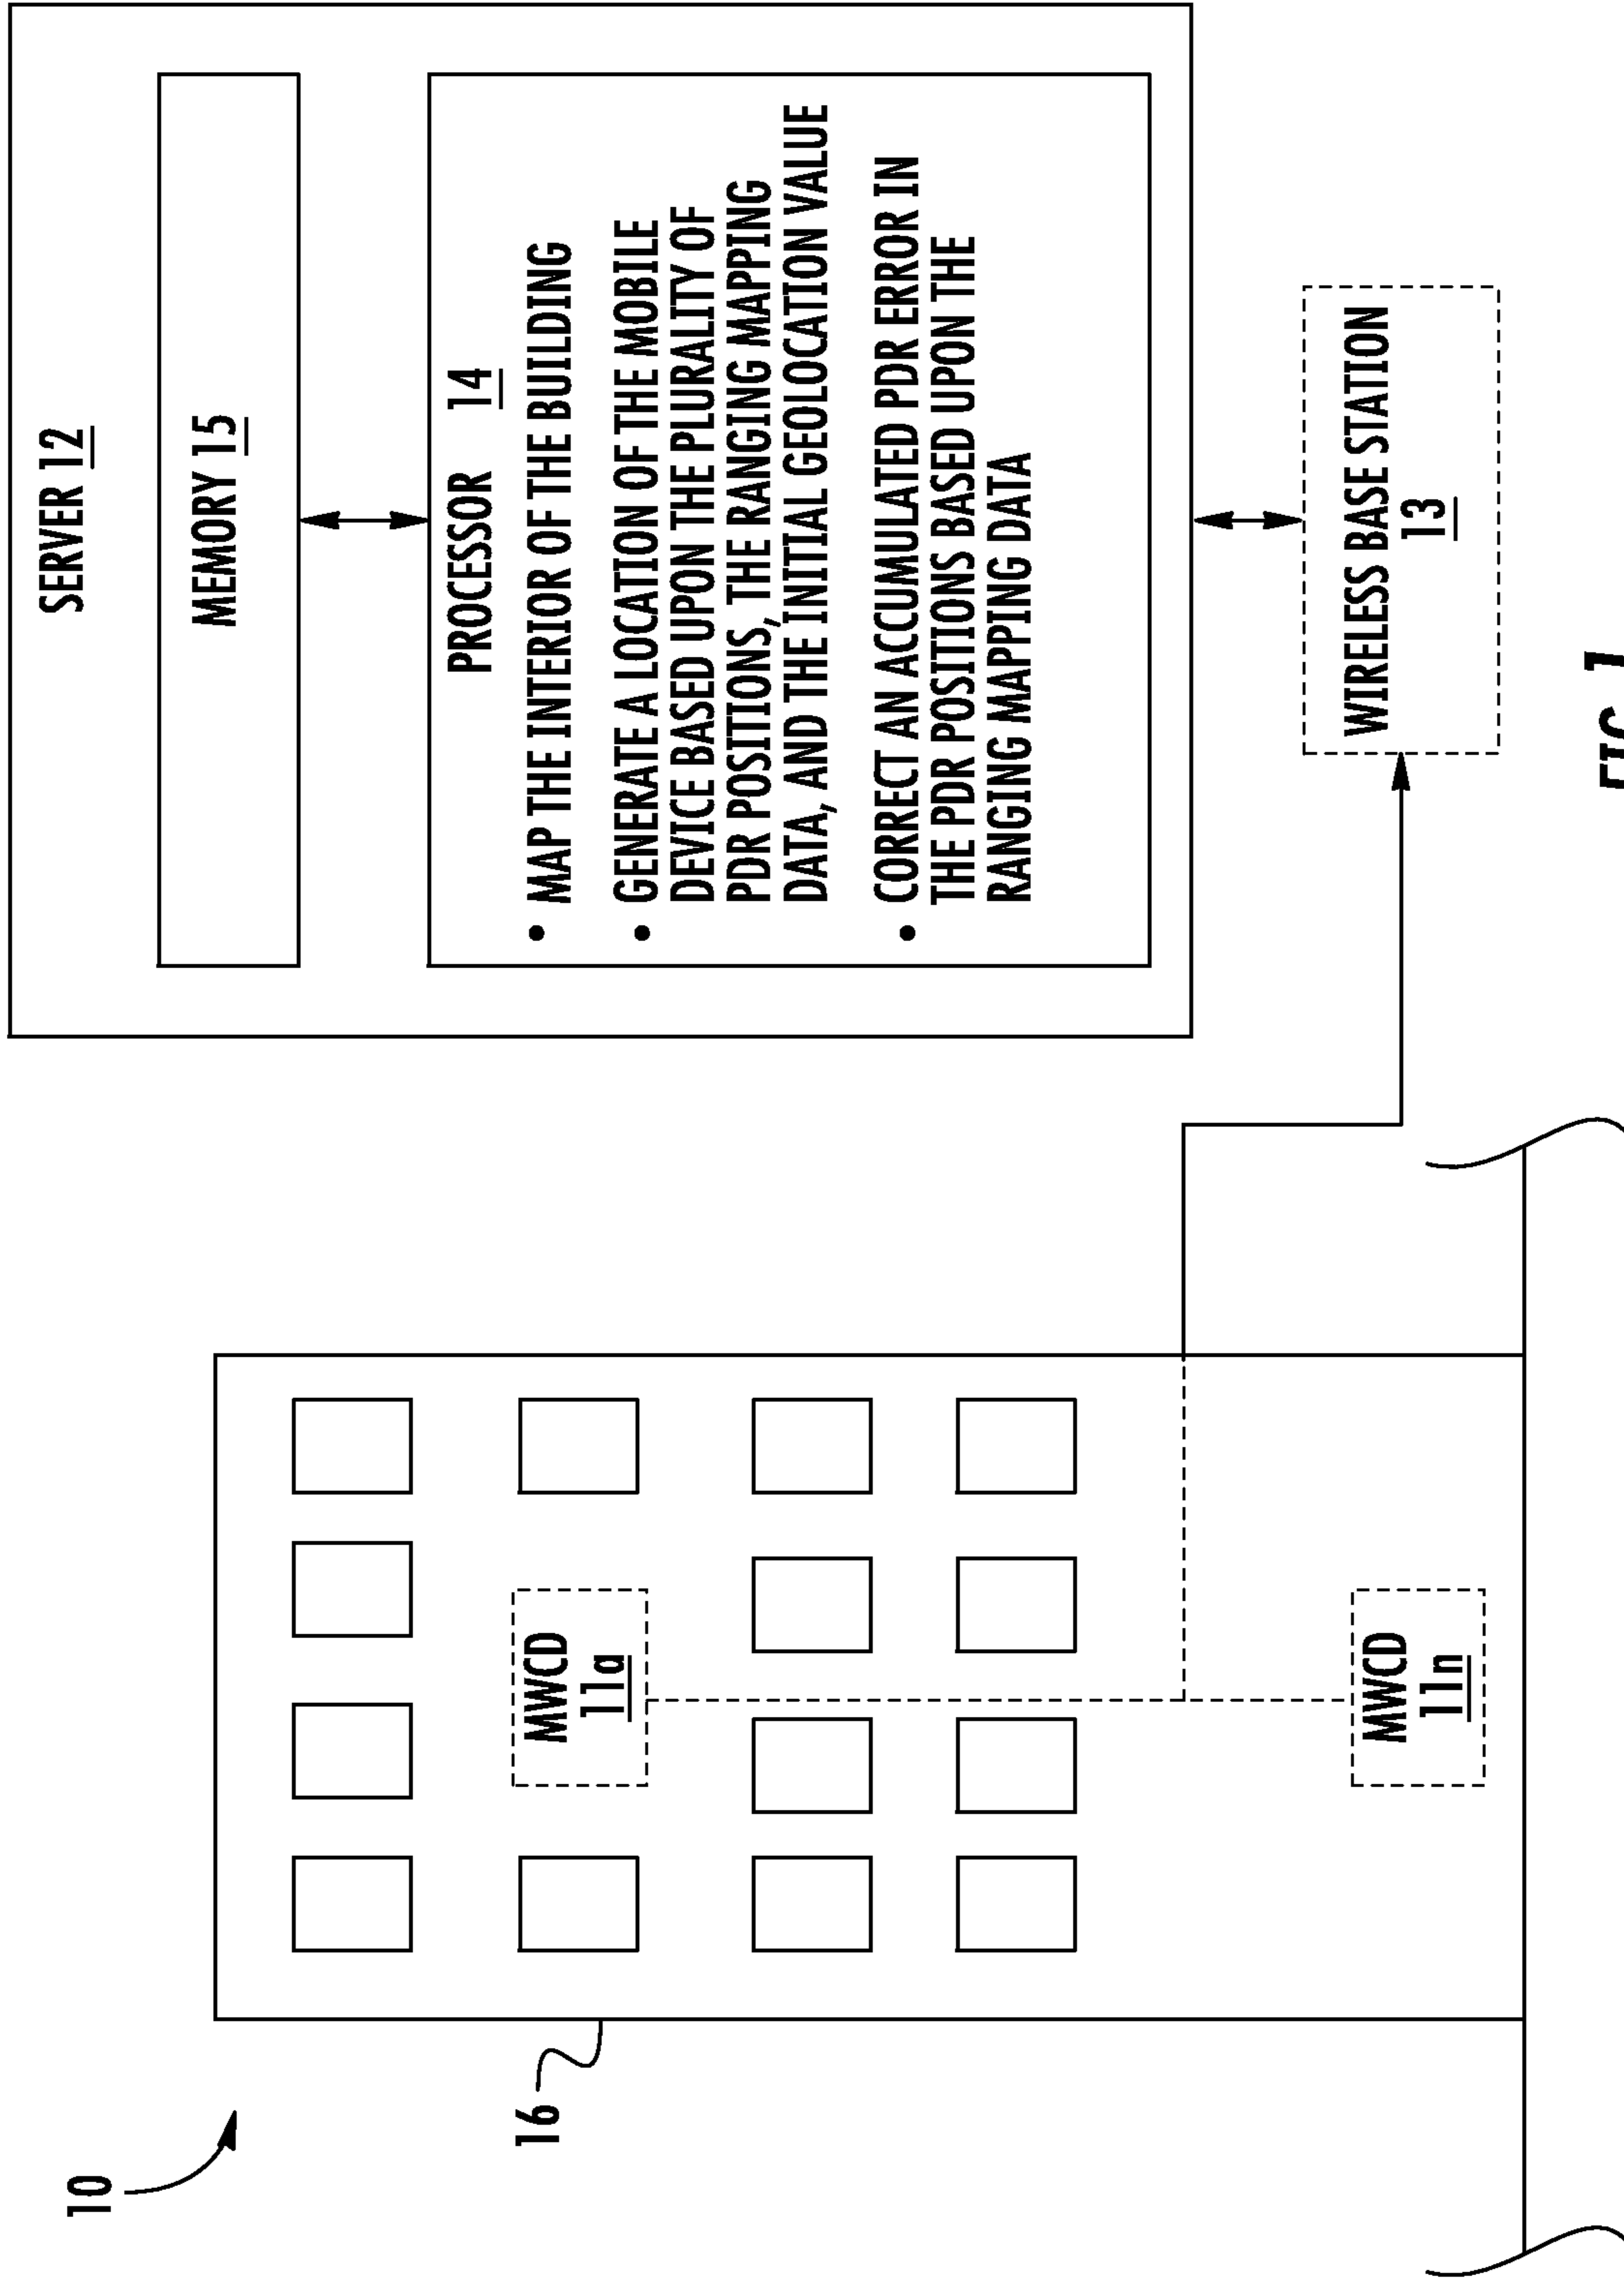 10
16
MWCD
11a
MWCD
11n
SERVER 12
MEMORY 15
PROCESSOR 14
• MAP THE INTERIOR OF THE BUILDING
• GENERATE A LOCATION OF THE MOBILE
DEVICE BASED UPON THE PLURALITY OF
PDR POSITIONS, THE RANGING MAPPING
DATA, AND THE INITIAL GEOLOCATION VALUE
• CORRECT AN ACCUMULATED PDR ERROR IN
THE PDR POSITIONS BASED UPON THE
RANGING MAPPING DATA
WIRELESS BASE STATION
13
FIG. 1